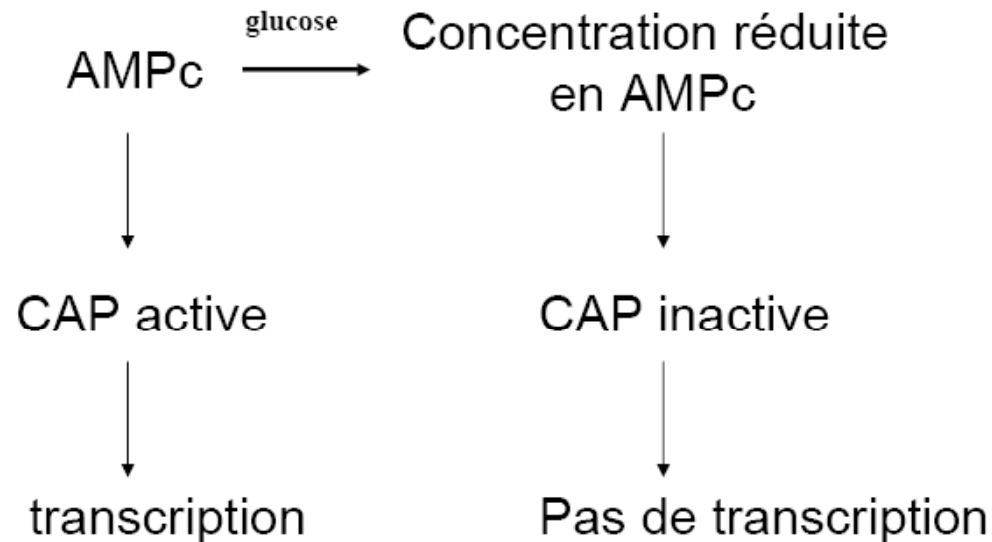 glucose
AMPc
Concentration réduite
en AMPc
CAP active
CAP inactive
transcription
Pas de transcription